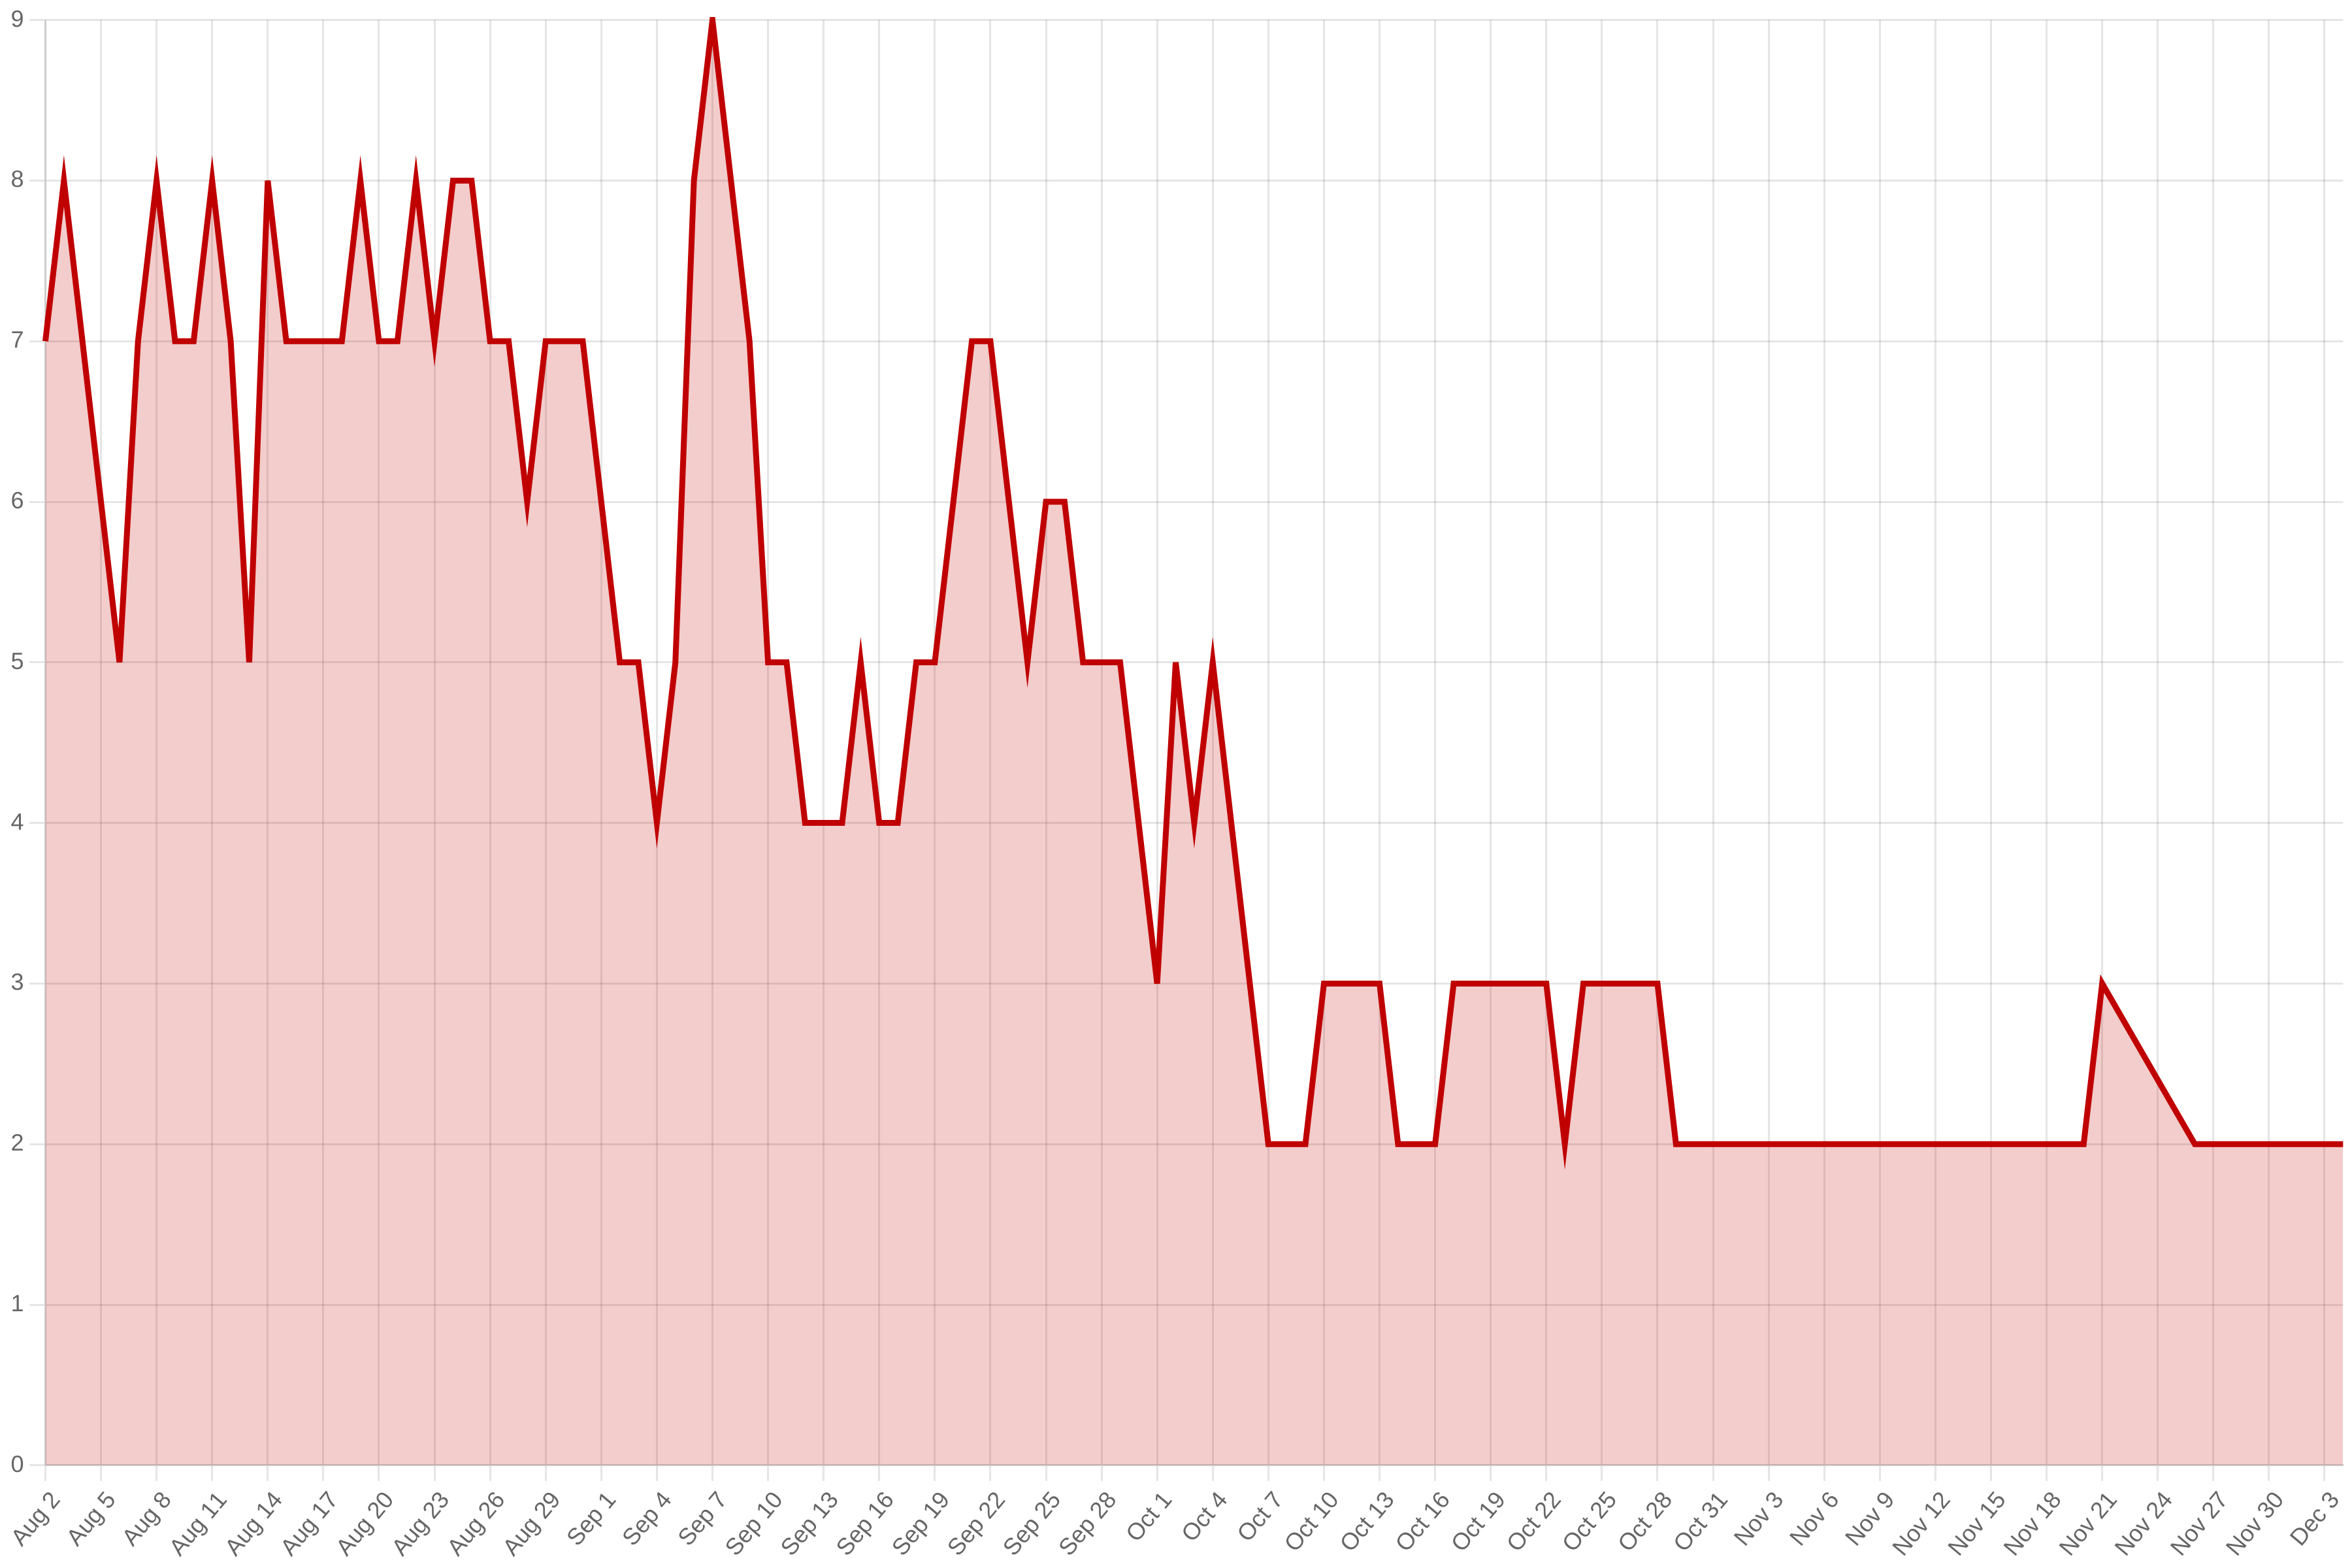 9
8
7
6
5
4
3
2
1
0
Aug 2
Aug 5
Aug 8
Aug 11
Aug 14
Aug 17
Aug 20
Aug 23
Aug 26
Aug 29
Sep 1
Sep 4
Sep 7
Sep 10
Sep 13
Sep 16
Sep 19
Sep 22
Sep 25
Sep 28
Oct 1
Oct 4
Oct 7
Oct 10
Oct 13
Oct 16
Oct 19
Oct 22
Oct 25
Oct 28
Oct 31
Nov 3
Nov 6
Nov 9
Nov 12
Nov 15
Nov 18
Nov 21
Nov 24
Nov 27
Nov 30
Dec 3